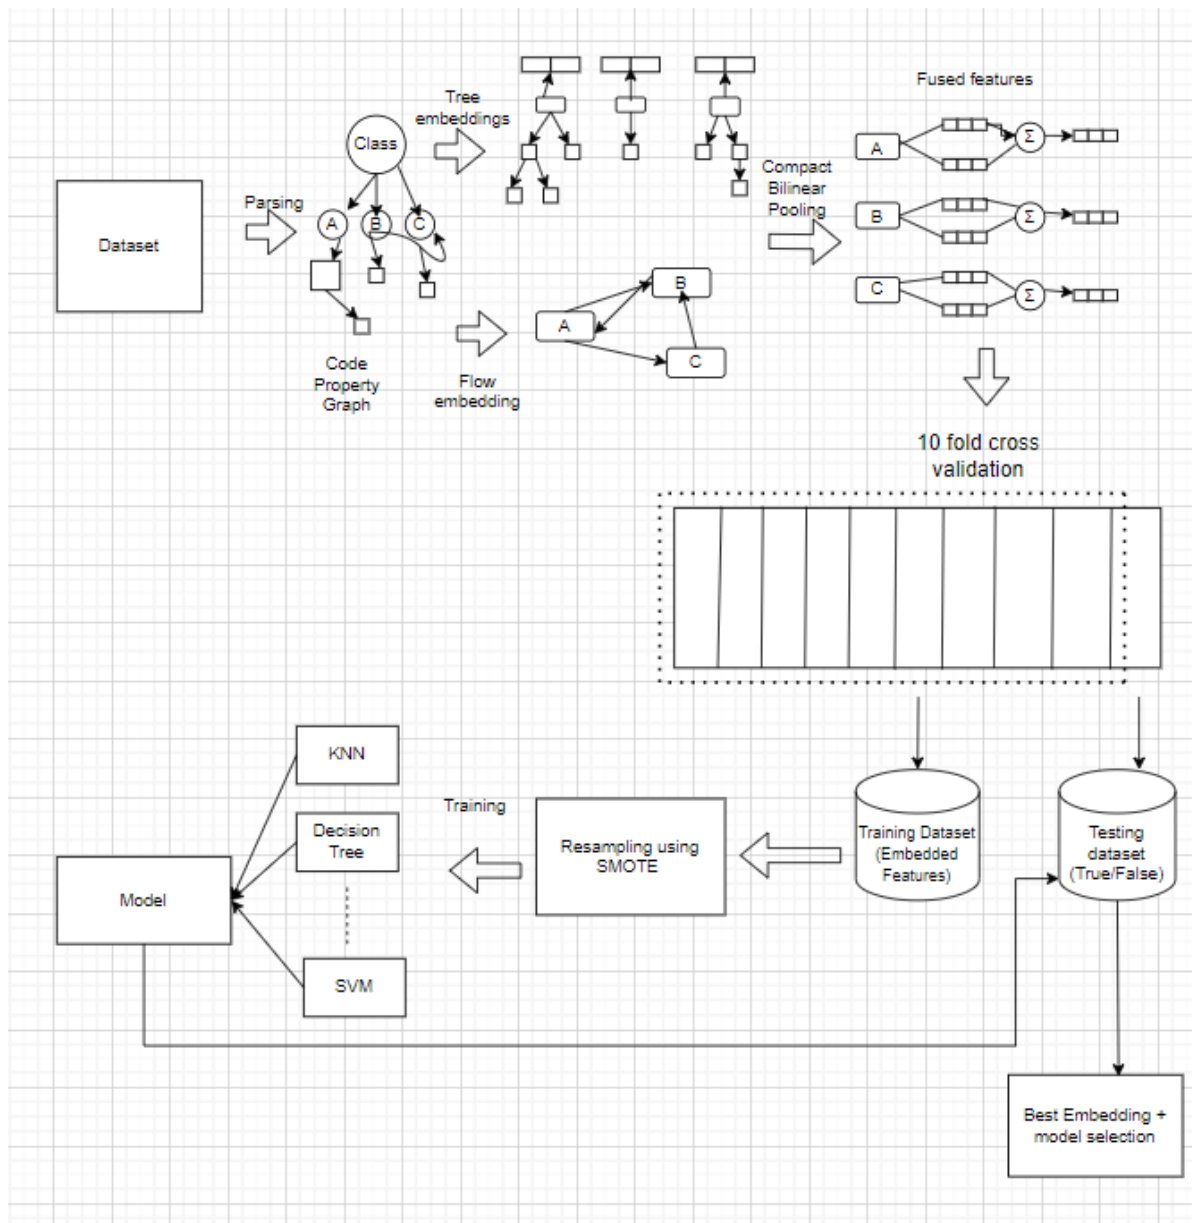 Dataset
Parsing
Class
A
B
C
Code
Property
Graph
Tree
embeddings
Flow
embedding
B
A
C
Compact
Bilinear
Pooling
Fused features
A
Σ
B
Σ
C
Σ
10 fold cross
validation
Training Dataset
(Embedded
Features)
Testing
dataset
(True/False)
Resampling using
SMOTE
Training
KNN
Decision
Tree
SVM
Model
Best Embedding +
model selection